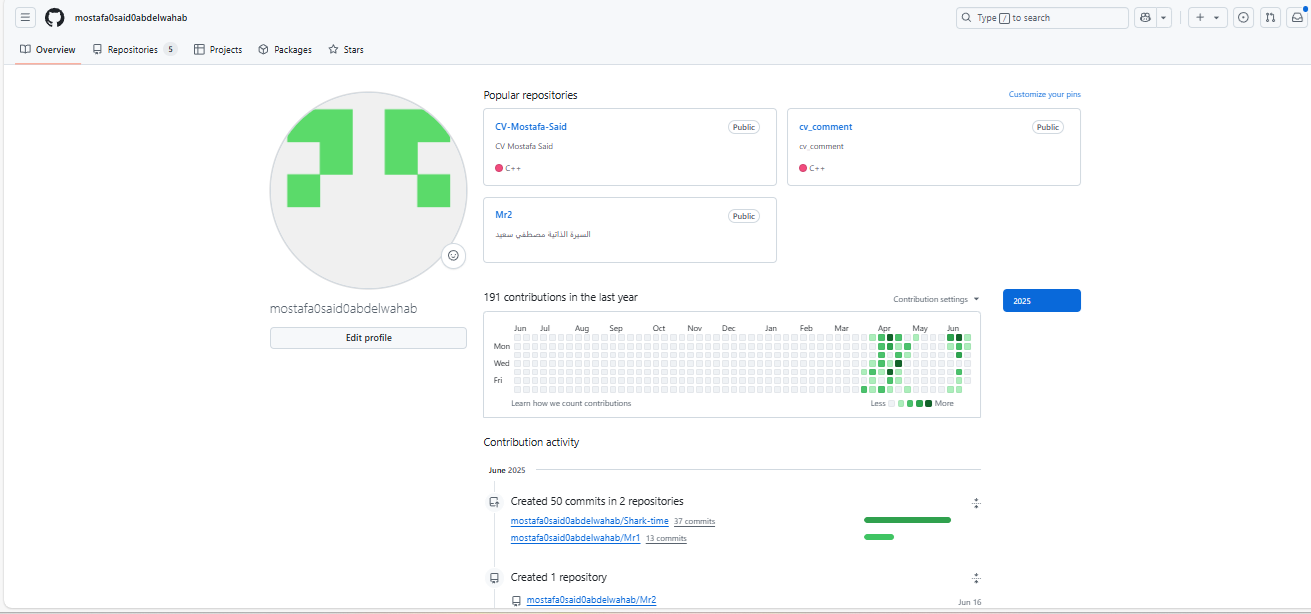 mostafa0said0abdelwahab
Type / to search
Overview Repositories 5 Projects Packages Stars
Popular repositories
Customize your pins
CV-Mostafa-Said Public
CV Mostafa Said
C++
cv_comment Public
cv_comment
C++
Mr2 Public
السيرة الذاتية مصطفي سعيد
mostafa0said0abdelwahab
Edit profile
191 contributions in the last year
Contribution settings
2025
Jun Jul Aug Sep Oct Nov Dec Jan Feb Mar Apr May Jun
Mon
Wed
Fri
Learn how we count contributions
Less More
Contribution activity
June 2025
Created 50 commits in 2 repositories
mostafa0said0abdelwahab/Shark-time 37 commits
mostafa0said0abdelwahab/Mr1 13 commits
Created 1 repository
mostafa0said0abdelwahab/Mr2 Jun 16